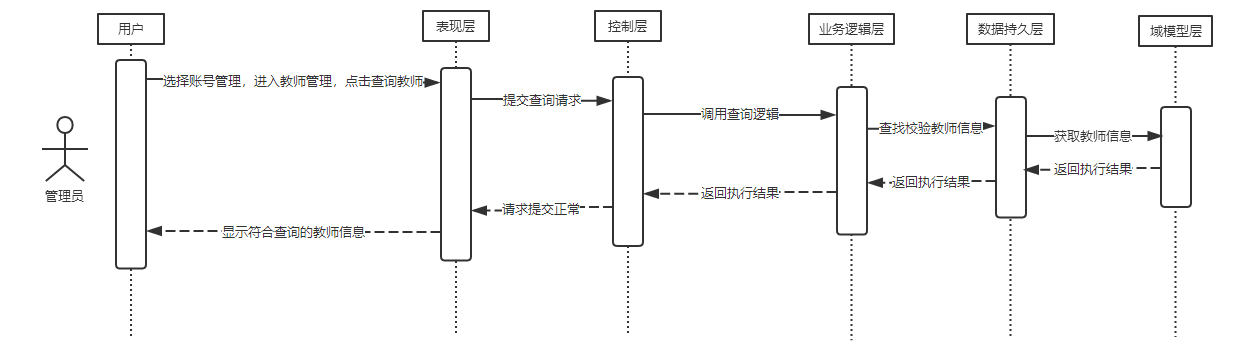 用户
表现层
控制层
业务逻辑层
数据持久层
域模型层
选择账号管理，进入教师管理，点击查询教师
提交查询请求
调用查询逻辑
查找校验教师信息
获取教师信息
返回执行结果
返回执行结果
返回执行结果
请求提交正常
显示符合查询的教师信息
管理员